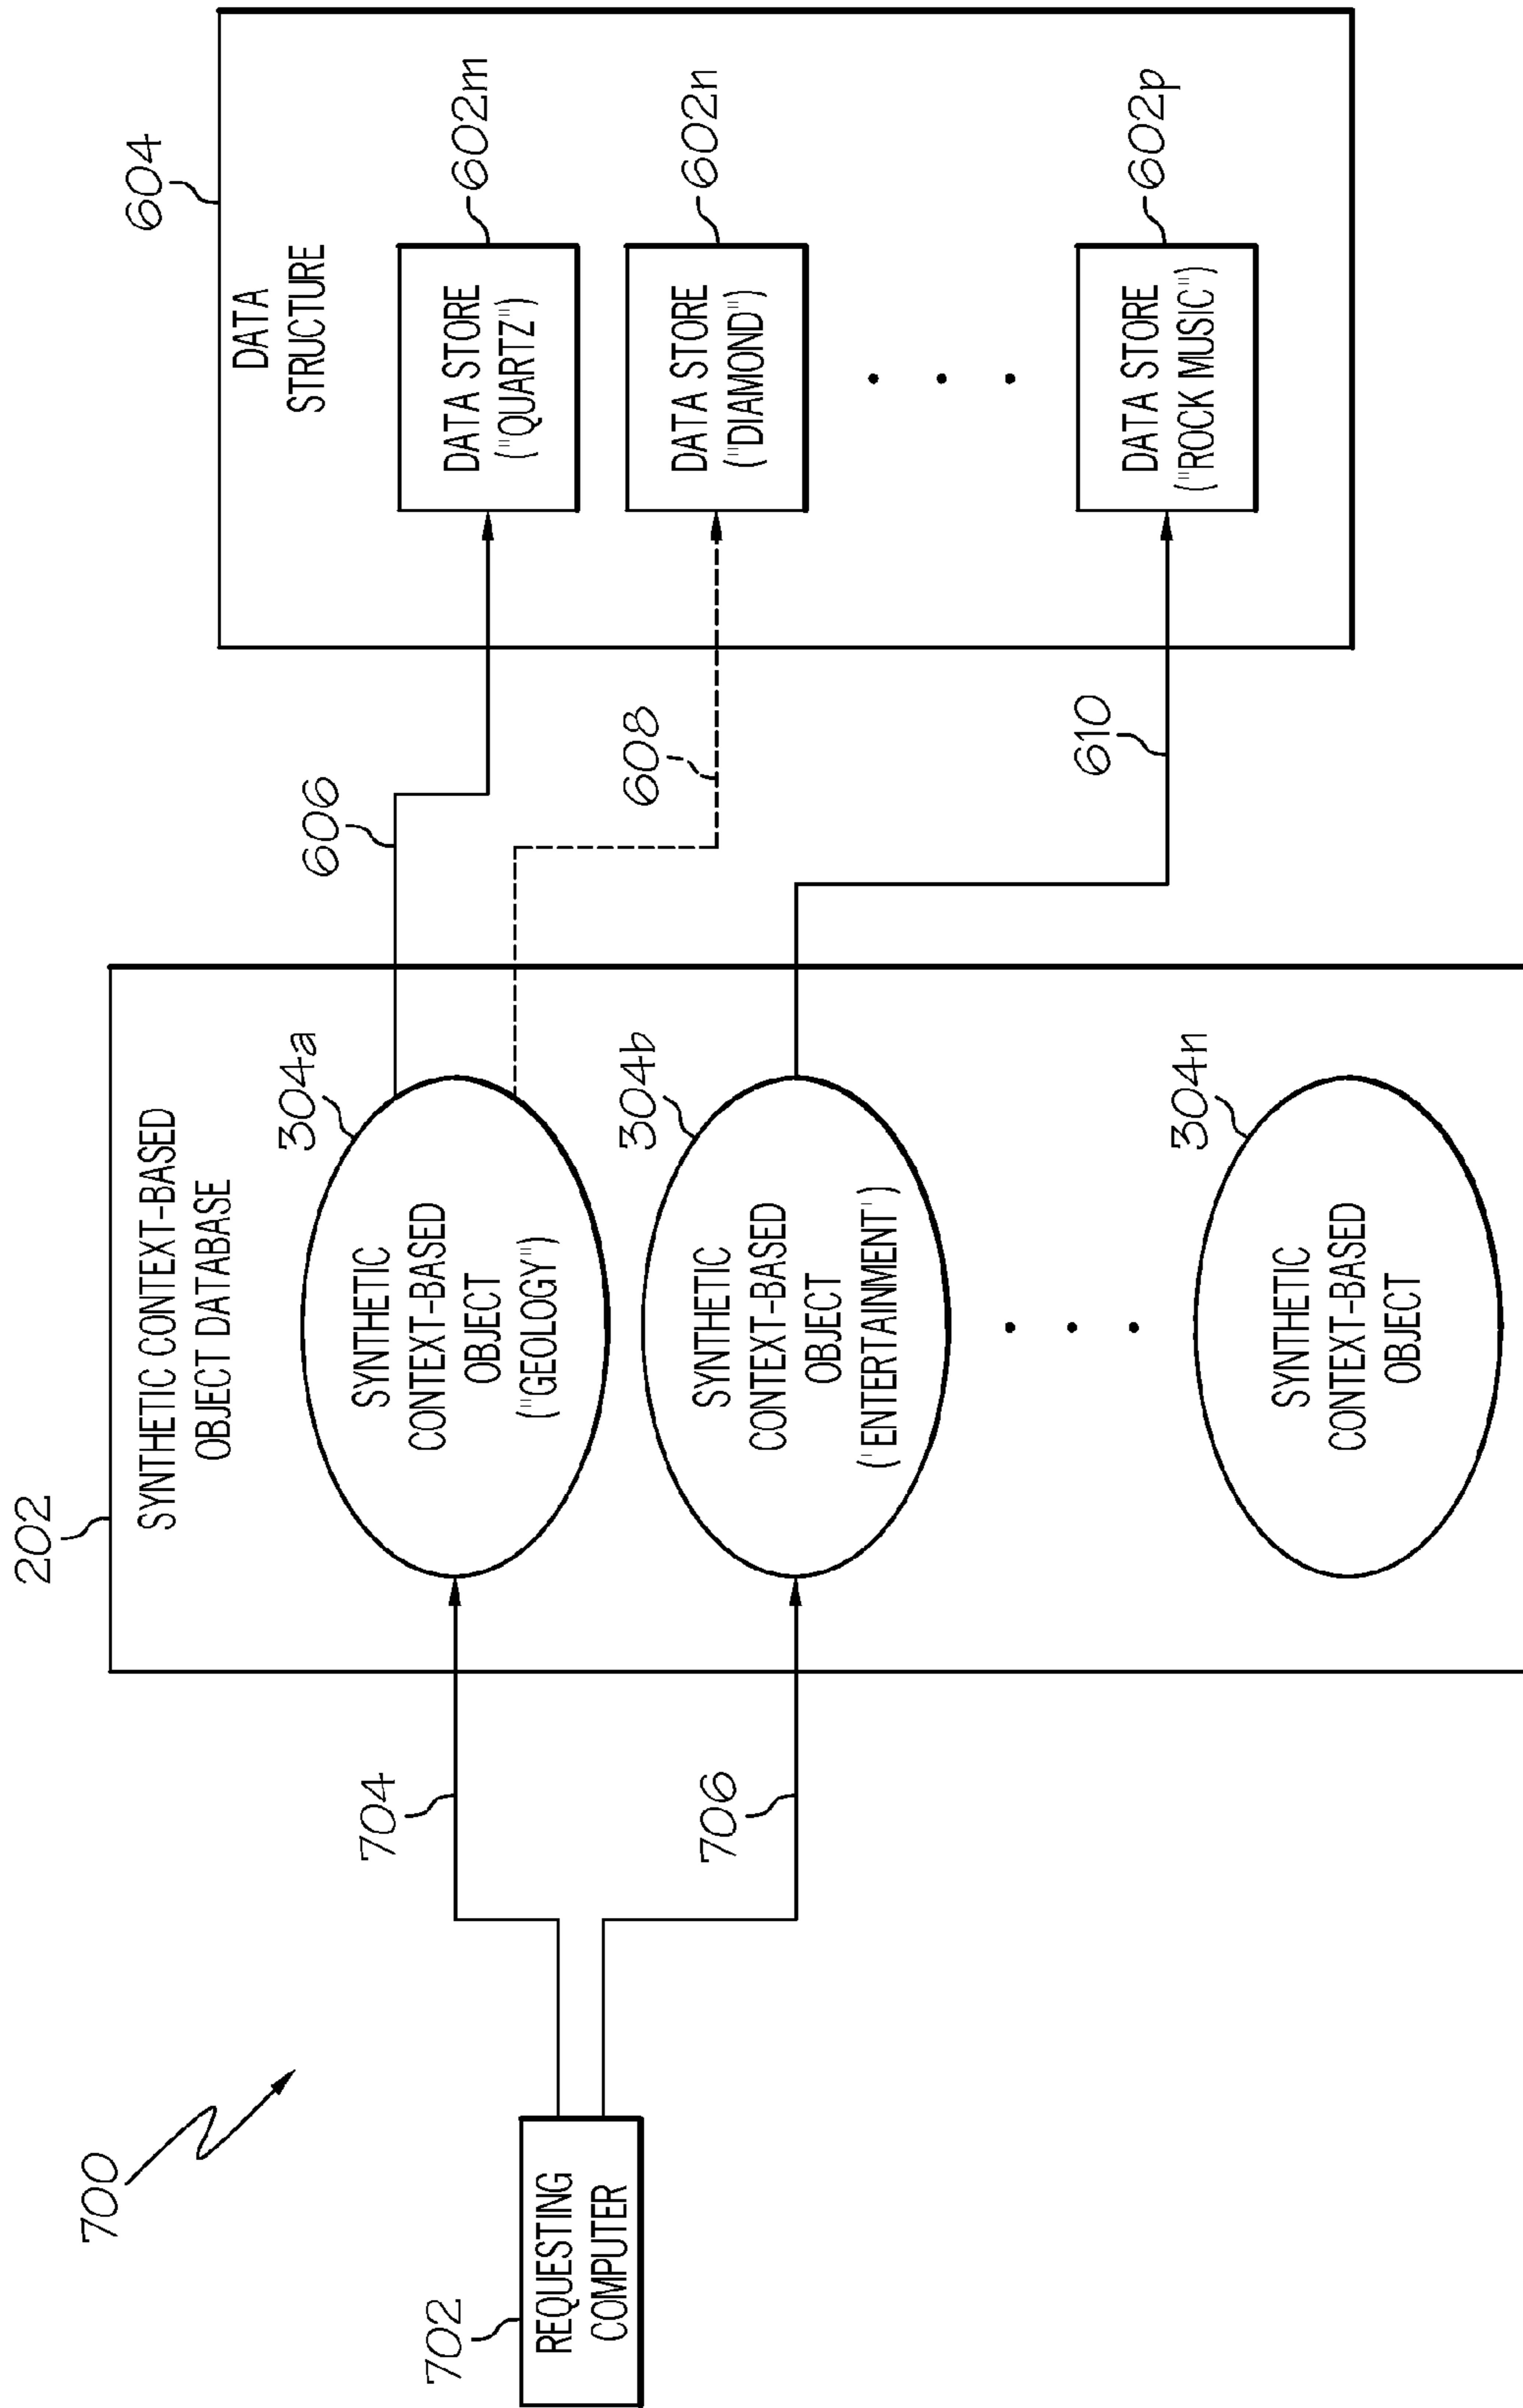 700
702
REQUESTING
COMPUTER
704
706
202
SYNTHETIC CONTEXT-BASED
OBJECT DATABASE
304a
SYNTHETIC
CONTEXT-BASED
OBJECT
("GEOLOGY")
304b
SYNTHETIC
CONTEXT-BASED
OBJECT
('ENTERTAINMENT')
304n
SYNTHETIC
CONTEXT-BASED
OBJECT
606
608
610
604
DATA
STRUCTURE
DATA STORE
("QUARTZ")
602m
DATA STORE
("DIAMOND")
602n
DATA STORE
("ROCK MUSIC")
602p